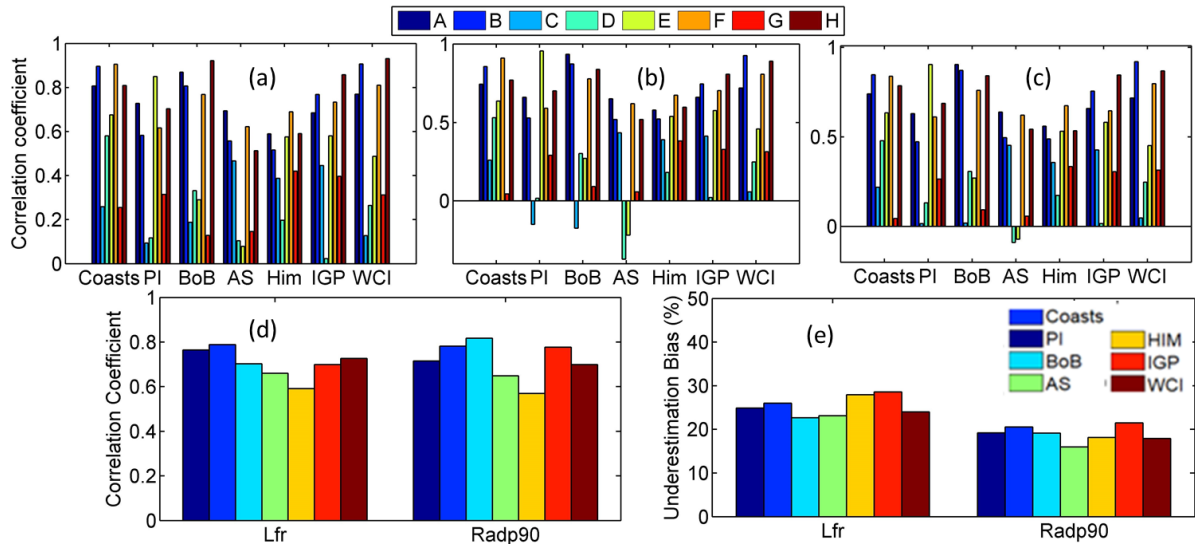 A B C D E F G H
Correlation coefficient
1
0.8
0.6
0.4
0.2
0
(a)
Coasts PI BoB AS Him IGP WCI
1
0.5
0
(b)
Coasts PI BoB AS Him IGP WCI
1
0.5
0
(c)
Coasts PI BoB AS Him IGP WCI
Correlation Coefficient
1
0.8
0.6
0.4
0.2
0
(d)
Lfr Radp90
Underestimation Bias (%)
50
40
30
20
10
0
(e)
Coasts
PI HIM
BoB IGP
AS WCI
Lfr Radp90